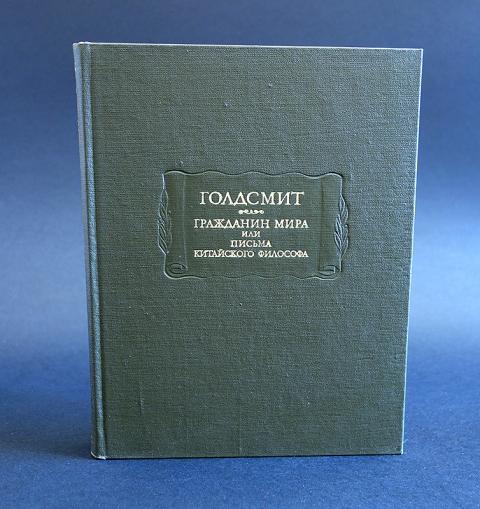 ГОЛДСМИТ
ГРАЖДАНИН МИРА
ИЛИ
ПИСЬМА
КИТАЙСКОГО ФИЛОСОФА